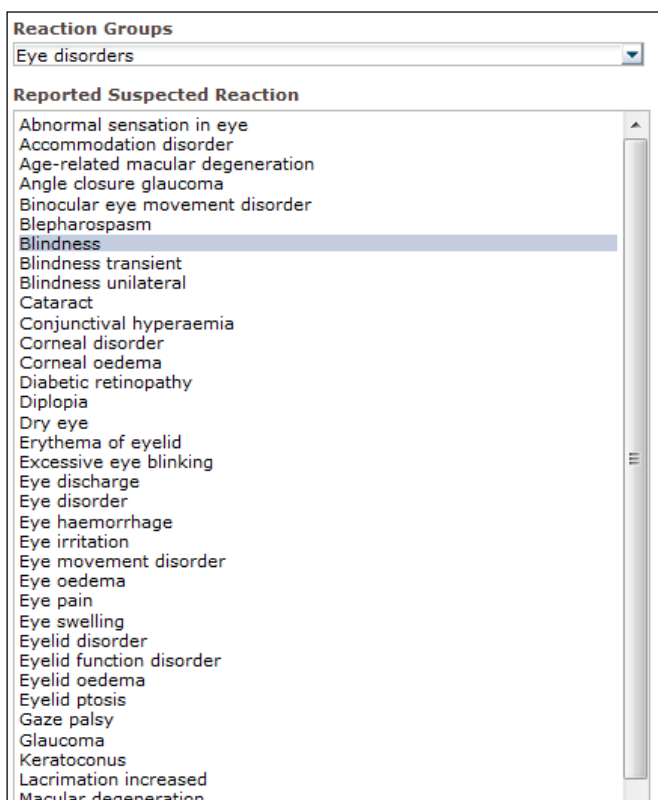 Reaction Groups
Eye disorders
Reported Suspected Reaction
Abnormal sensation in eye
Accommodation disorder
Age-related macular degeneration
Angle closure glaucoma
Binocular eye movement disorder
Blepharospasm
Blindness
Blindness transient
Blindness unilateral
Cataract
Conjunctival hyperaemia
Corneal disorder
Corneal oedema
Diabetic retinopathy
Diplopia
Dry eye
Erythema of eyelid
Excessive eye blinking
Eye discharge
Eye disorder
Eye haemorrhage
Eye irritation
Eye movement disorder
Eye oedema
Eye pain
Eye swelling
Eyelid disorder
Eyelid function disorder
Eyelid oedema
Eyelid ptosis
Gaze palsy
Glaucoma
Keratoconus
Lacrimation increased
Macular degeneration